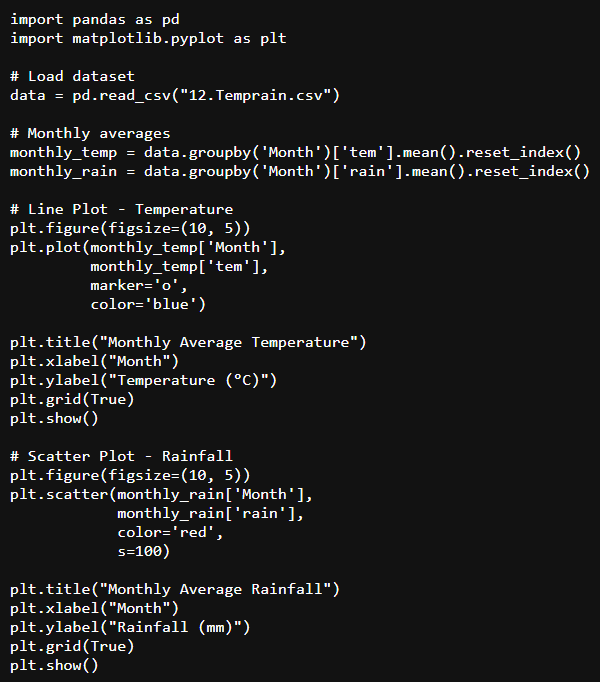 import pandas as pd
import matplotlib.pyplot as plt

# Load dataset
data = pd.read_csv("12.Temprain.csv")

# Monthly averages
monthly_temp = data.groupby('Month')['tem'].mean().reset_index()
monthly_rain = data.groupby('Month')['rain'].mean().reset_index()

# Line Plot - Temperature
plt.figure(figsize=(10, 5))
plt.plot(monthly_temp['Month'],
         monthly_temp['tem'],
         marker='o',
         color='blue')

plt.title("Monthly Average Temperature")
plt.xlabel("Month")
plt.ylabel("Temperature (°C)")
plt.grid(True)
plt.show()

# Scatter Plot - Rainfall
plt.figure(figsize=(10, 5))
plt.scatter(monthly_rain['Month'],
            monthly_rain['rain'],
            color='red',
            s=100)

plt.title("Monthly Average Rainfall")
plt.xlabel("Month")
plt.ylabel("Rainfall (mm)")
plt.grid(True)
plt.show()